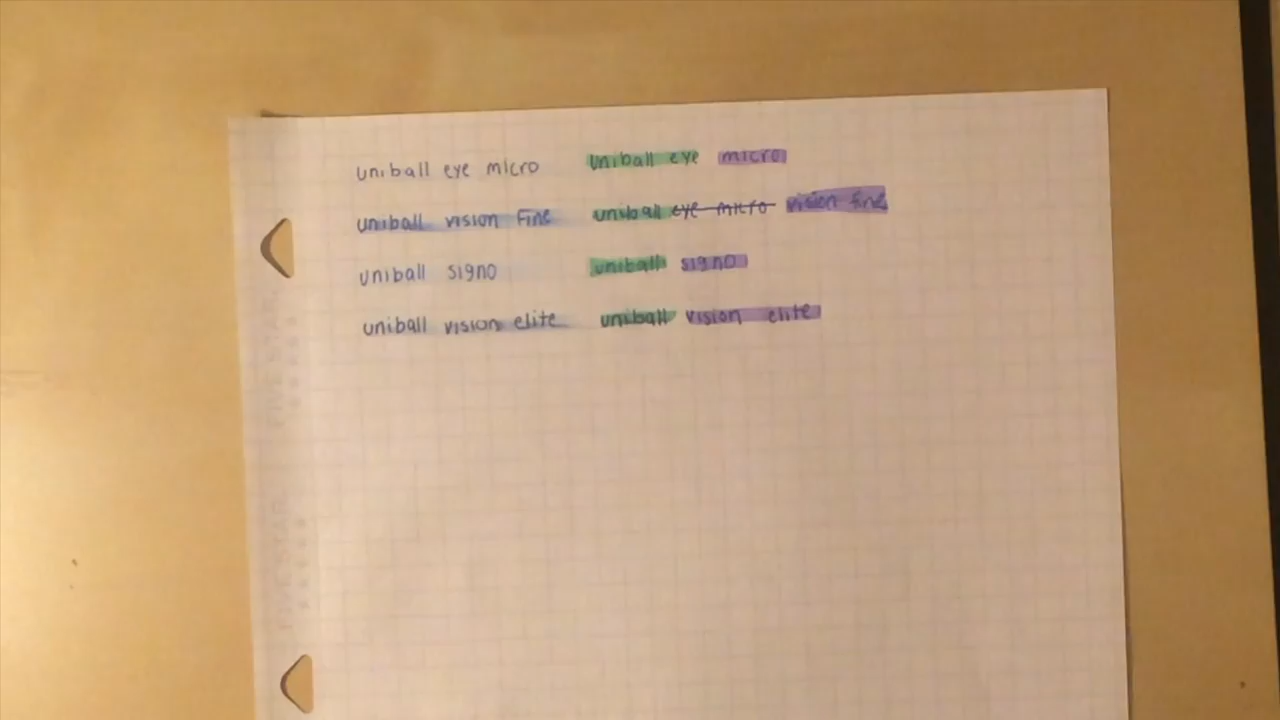 uniball eye micro uniball eye micro
uniball vision Fine uniball eye micro vision fine
uniball signo uniball signo
uniball vision elite uniball vision elite